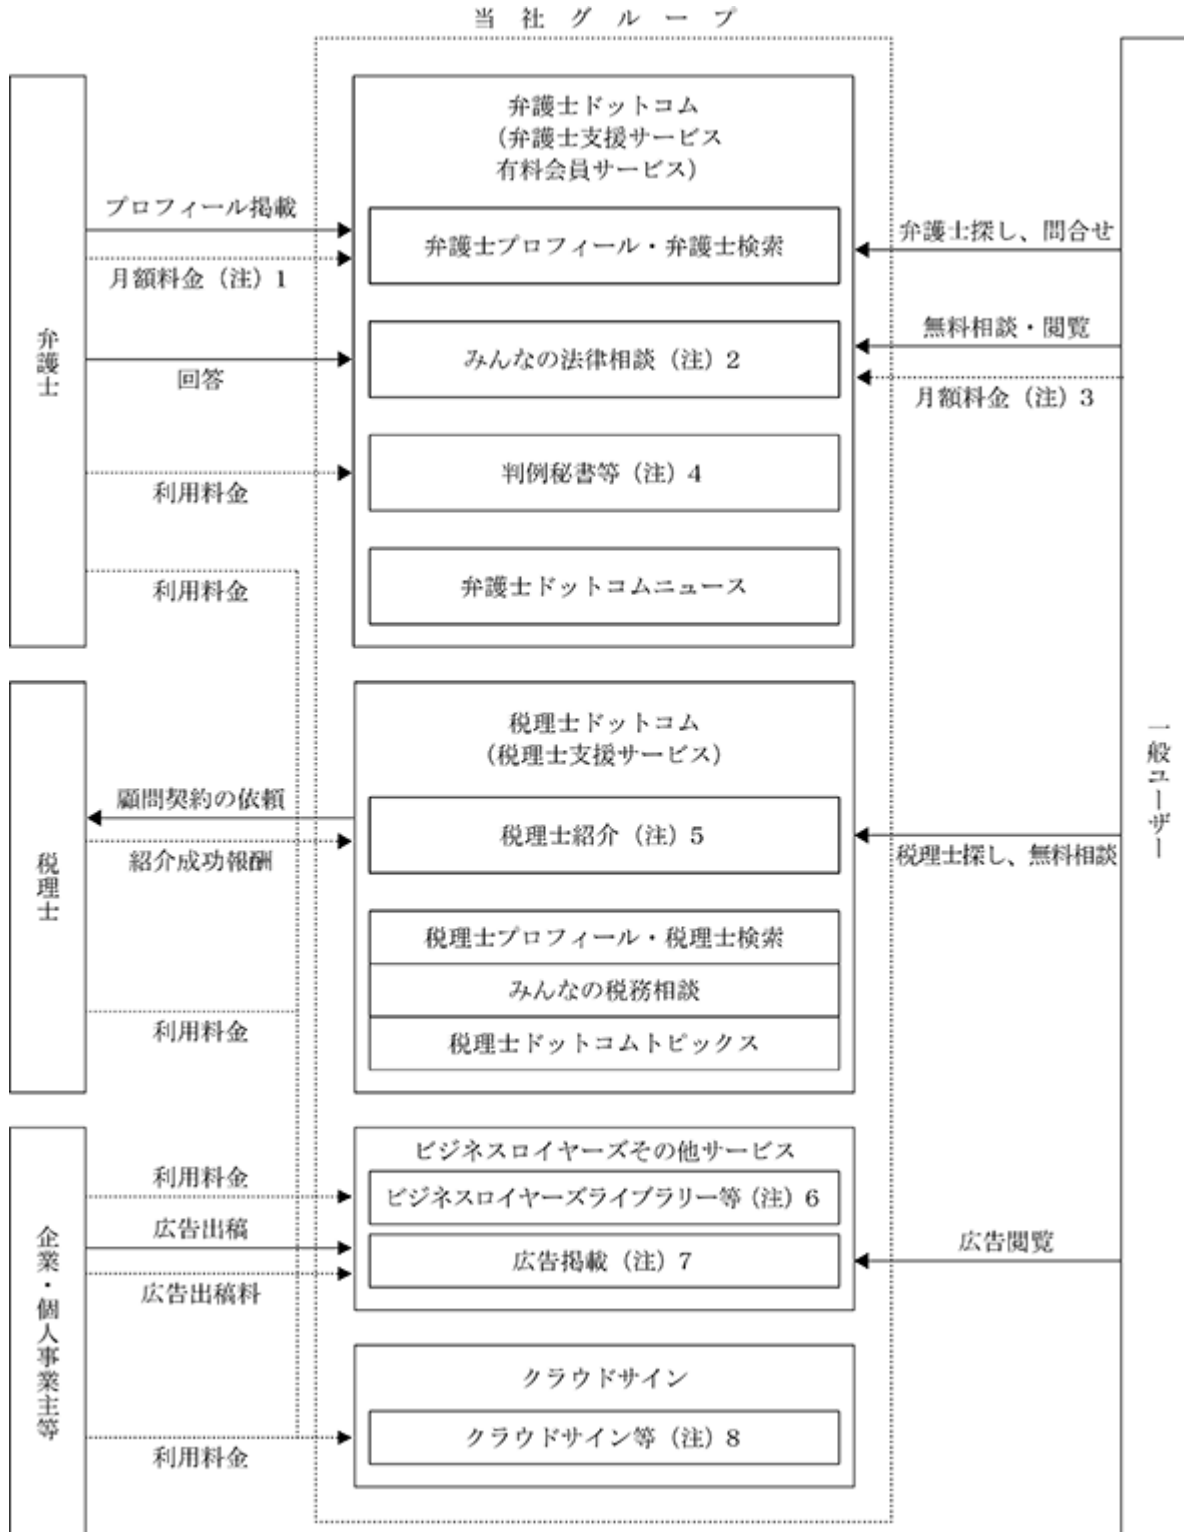 当社グループ
弁護士ドットコム
(弁護士支援サービス
有料会員サービス)
プロフィール掲載
弁護士プロフィール・弁護士検索
弁護士探し、問合せ
月額料金(注)1
無料相談・閲覧
弁護士
みんなの法律相談(注)2
回答
月額料金(注)3
判例秘書等(注)4
利用料金
利用料金
弁護士ドットコムニュース
税理士ドットコム
(税理士支援サービス)
一般ユーザー
顧問契約の依頼
税理士紹介(注)5
紹介成功報酬
税理士探し、無料相談
税理士
税理士プロフィール・税理士検索
みんなの税務相談
利用料金
税理士ドットコムトピックス
ビジネスロイヤーズその他サービス
利用料金
ビジネスロイヤーズライブラリー等(注)6
広告出稿
広告掲載(注)7
広告閲覧
広告出稿料
企業・個人事業主等
クラウドサイン
クラウドサイン等(注)8
利用料金